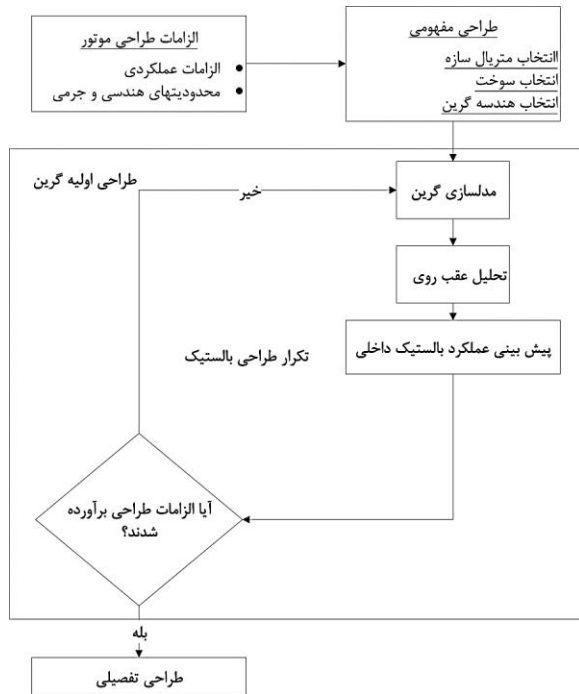 الزامات طراحی موتور
● الزامات عملکردی
● محدودیتهای هندسی و جرمی
طراحی مفهومی
اانتخاب متریال سازه
انتخاب سوخت
انتخاب هندسه گرین
طراحی اولیه گرین
خیر
مدلسازی گرین
تحلیل عقب روی
پیش بینی عملکرد بالستیک داخلی
تکرار طراحی بالستیک
آیا الزامات طراحی برآورده
شدند؟
بله
طراحی تفصیلی